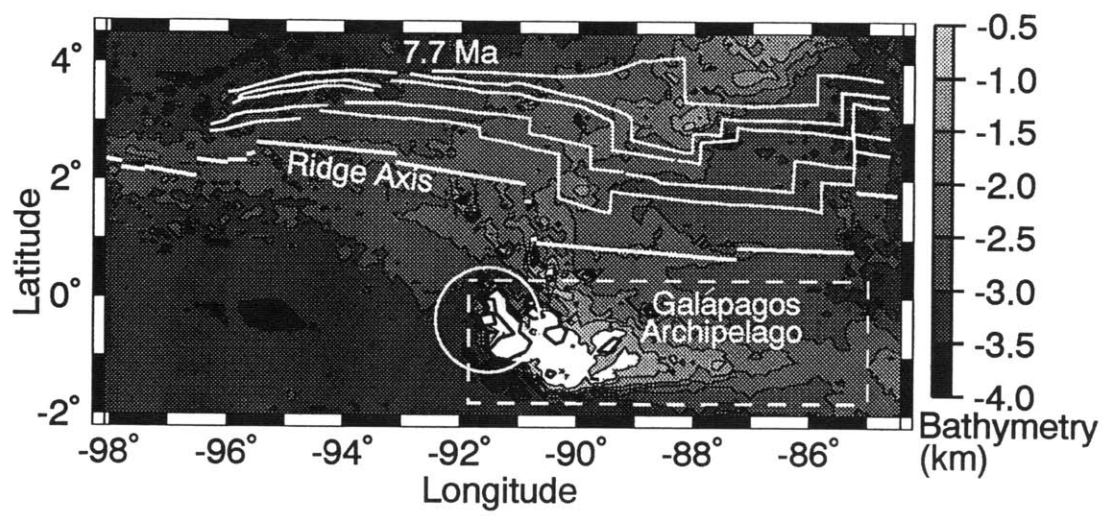 7.7 Ma
Ridge Axis
Galápagos
Archipelago
Latitude
4°
2°
0°
-2°
-98° -96° -94° -92° -90° -88° -86°
Longitude
-0.5
-1.0
-1.5
-2.0
-2.5
-3.0
-3.5
-4.0
Bathymetry
(km)